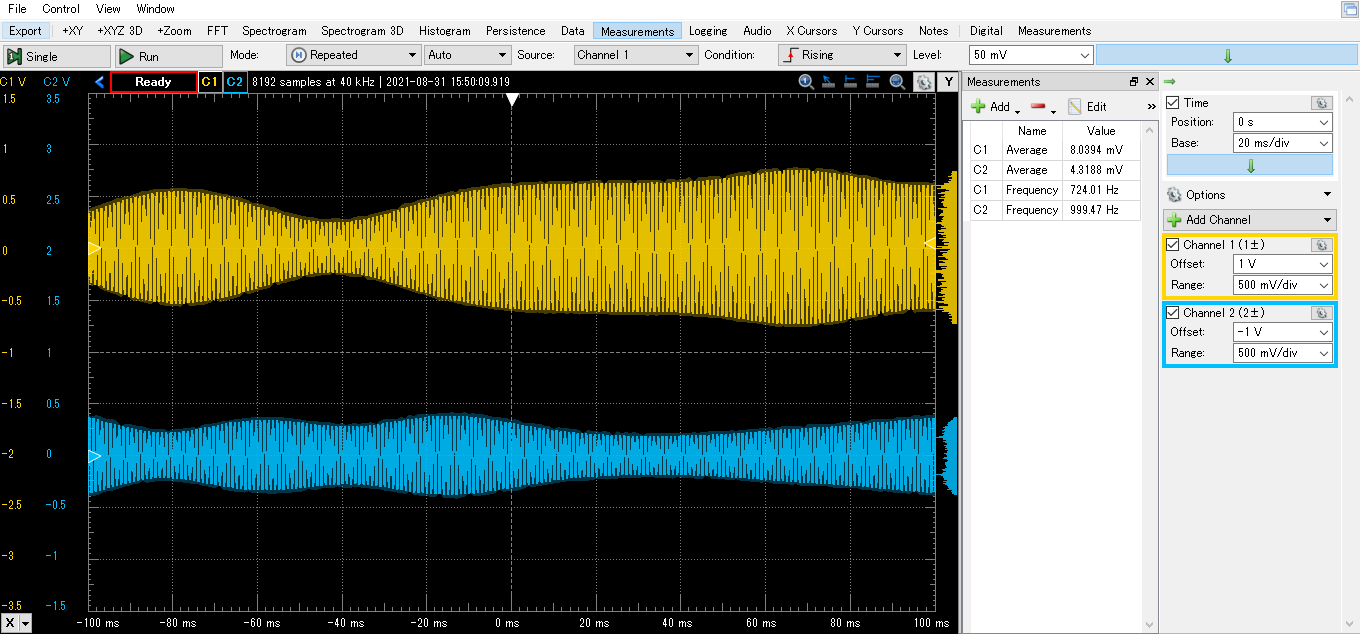 File Control View Window
Export +XY +XYZ 3D +Zoom FFT Spectrogram Spectrogram 3D Histogram Persistence Data Measurements Logging Audio X Cursors Y Cursors Notes Digital Measurements
Single Run Mode: Repeated Auto Source: Channel 1 Condition: Rising Level: 50 mV
C1 V C2 V Ready C1 C2 8192 samples at 40 kHz | 2021-08-31 15:50:09.919 Y
1.5 3.5
1 3
0.5 2.5
0 2
-0.5 1.5
-1 1
-1.5 0.5
-2 0
-2.5 -0.5
-3 -1
-3.5 -1.5
X -100 ms -80 ms -60 ms -40 ms -20 ms 0 ms 20 ms 40 ms 60 ms 80 ms 100 ms
Measurements
Add Edit »
Name Value
C1 Average 8.0394 mV
C2 Average 4.3188 mV
C1 Frequency 724.01 Hz
C2 Frequency 999.47 Hz
Time
Position: 0 s
Base: 20 ms/div
Options
Add Channel
Channel 1 (1±)
Offset: 1 V
Range: 500 mV/div
Channel 2 (2±)
Offset: -1 V
Range: 500 mV/div